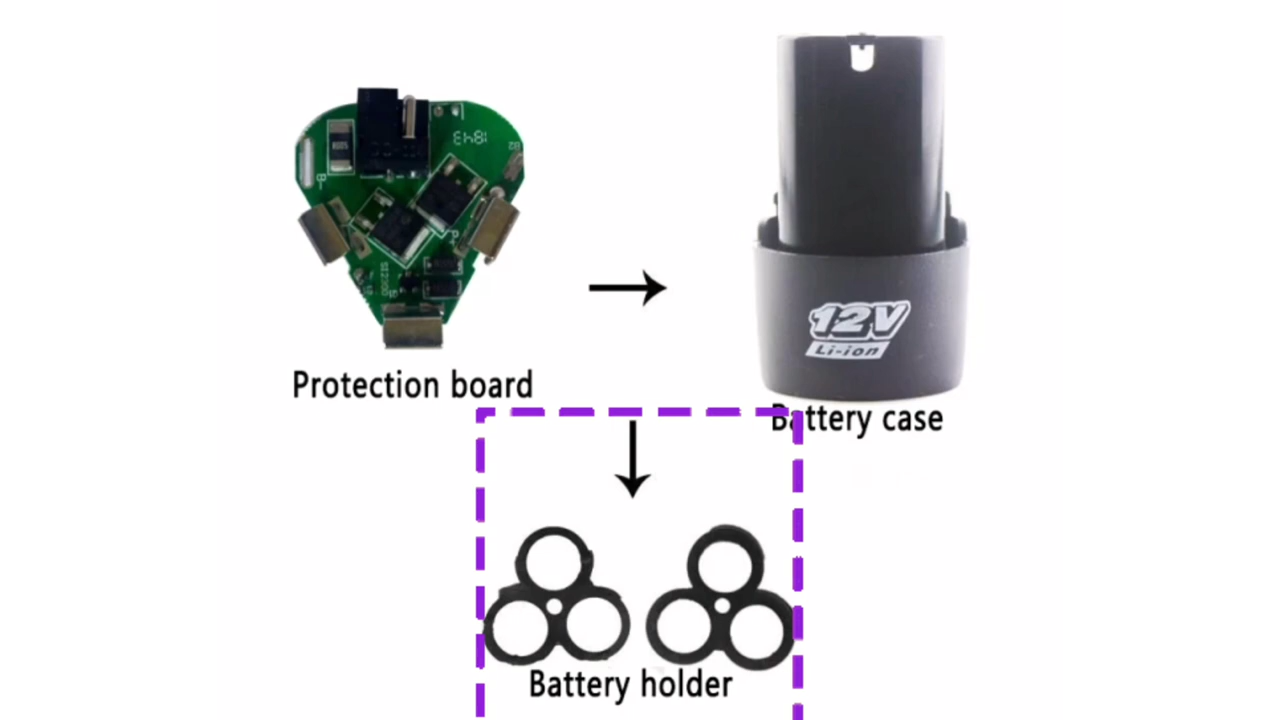 Protection board
12V
Li-ion
Battery case
Battery holder